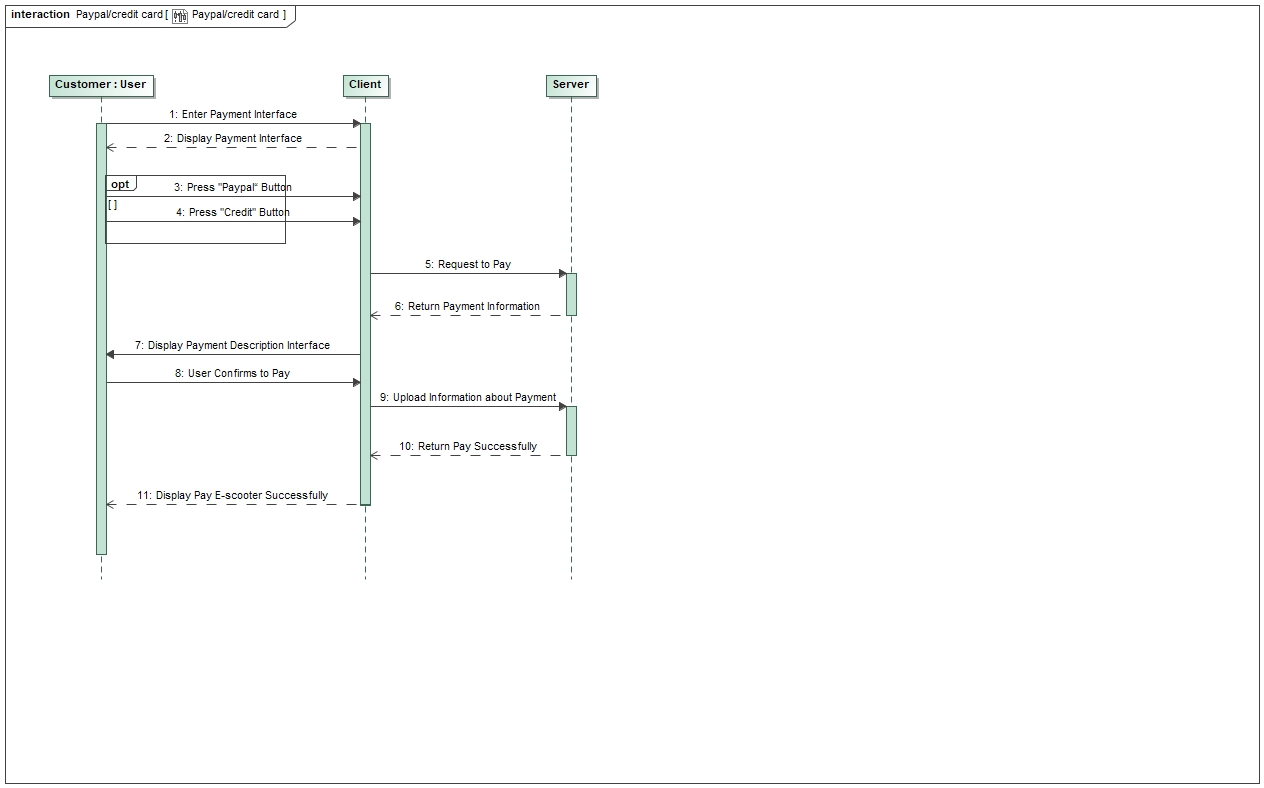 interaction Paypal/credit card [ Paypal/credit card ]
Customer : User
Client
Server
1: Enter Payment Interface
2: Display Payment Interface
opt
3: Press "Paypal“ Button
[ ]
4: Press "Credit" Button
5: Request to Pay
6: Return Payment Information
7: Display Payment Description Interface
8: User Confirms to Pay
9: Upload Information about Payment
10: Return Pay Successfully
11: Display Pay E-scooter Successfully